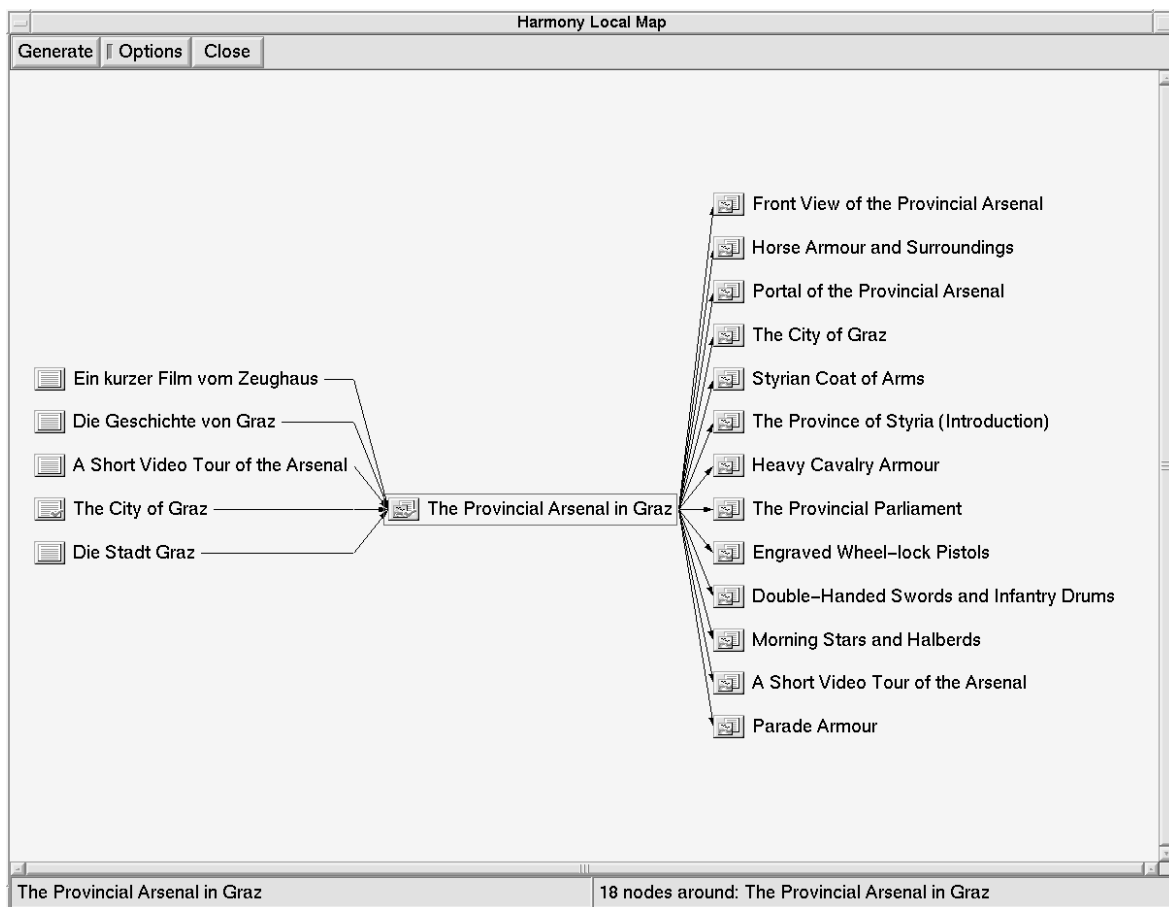 Harmony Local Map
Generate Options Close
Front View of the Provincial Arsenal
Horse Armour and Surroundings
Portal of the Provincial Arsenal
The City of Graz
Styrian Coat of Arms
The Province of Styria (Introduction)
Heavy Cavalry Armour
The Provincial Parliament
Engraved Wheel-lock Pistols
Double-Handed Swords and Infantry Drums
Morning Stars and Halberds
A Short Video Tour of the Arsenal
Parade Armour
Ein kurzer Film vom Zeughaus
Die Geschichte von Graz
A Short Video Tour of the Arsenal
The City of Graz
Die Stadt Graz
The Provincial Arsenal in Graz
The Provincial Arsenal in Graz
18 nodes around: The Provincial Arsenal in Graz